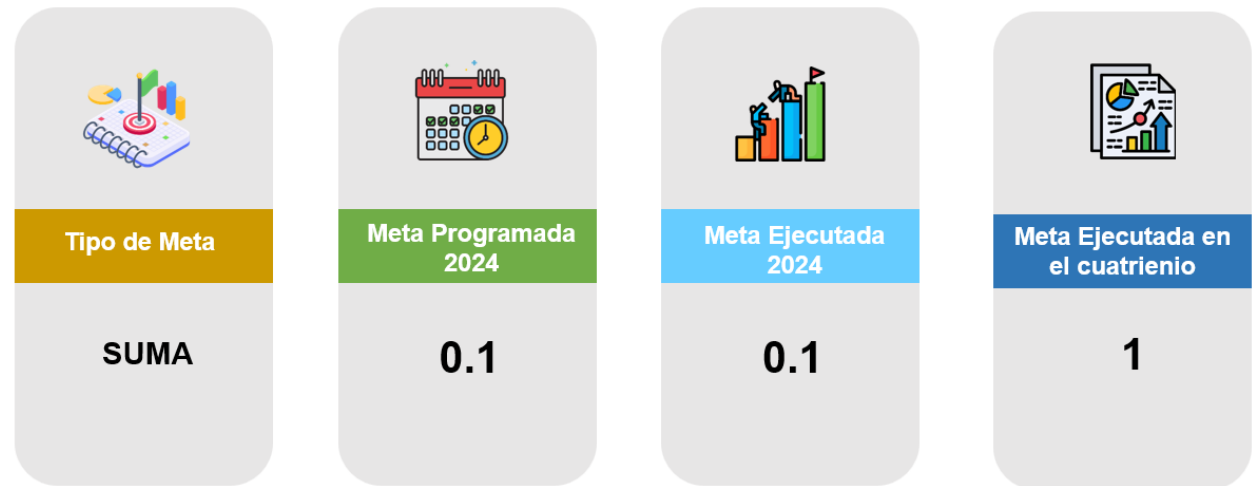 Tipo de Meta
SUMA
Meta Programada
2024
0.1
Meta Ejecutada
2024
0.1
Meta Ejecutada en
el cuatrienio
1